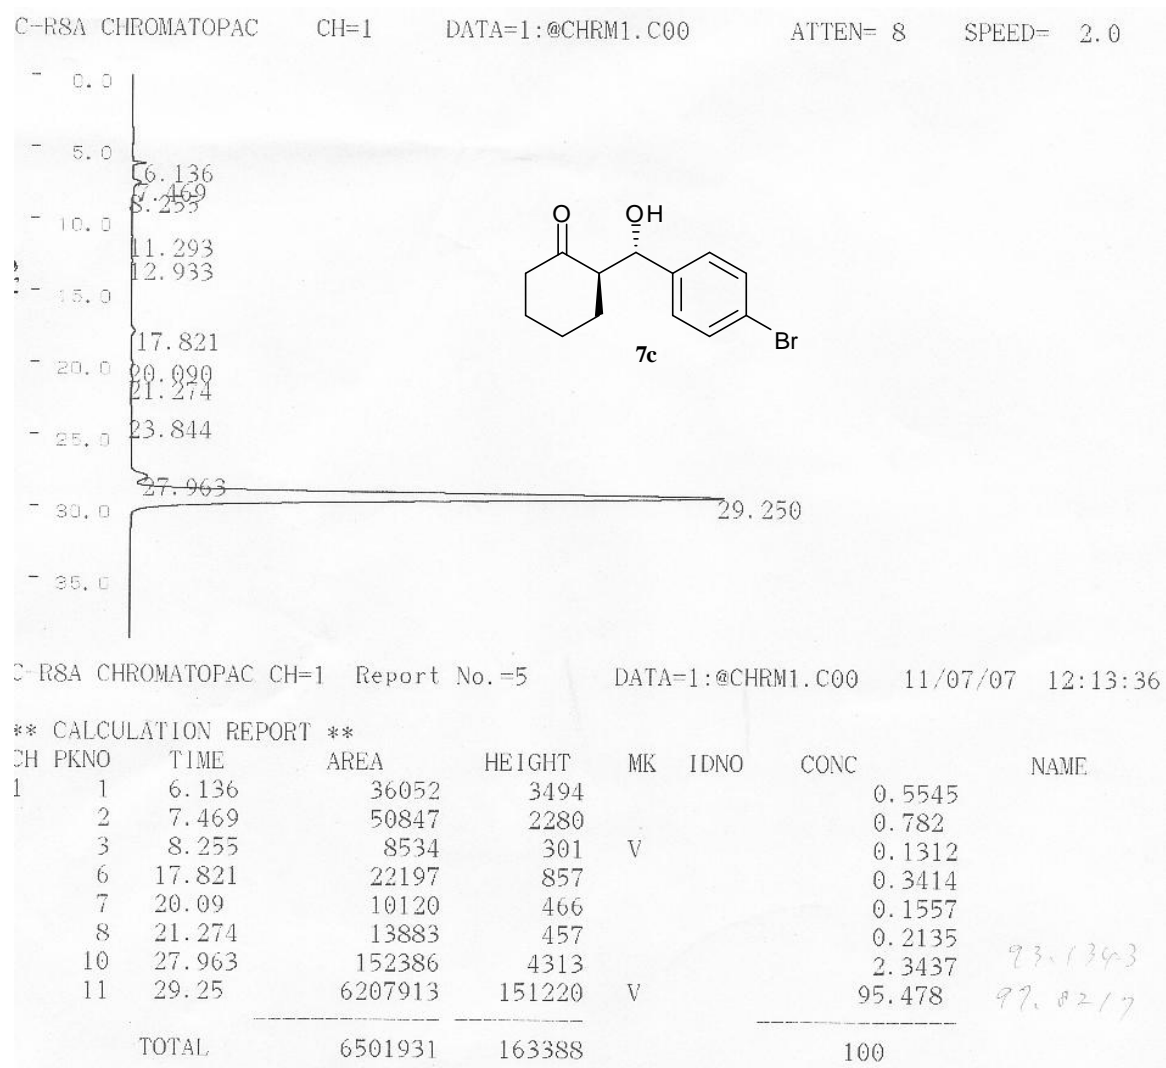 C-R8A CHROMATOPAC CH=1 DATA=1:@CHRM1.C00 ATTEN= 8 SPEED= 2.0
0.0
5.0
6.136
7.469
8.255
10.0
11.293
12.933
15.0
17.821
20.0
20.090
21.274
23.844
25.0
27.963
29.250
30.0
35.0
O OH
Br
7c
C-R8A CHROMATOPAC CH=1 Report No.=5 DATA=1:@CHRM1.C00 11/07/07 12:13:36
** CALCULATION REPORT **
CH PKNO TIME AREA HEIGHT MK IDNO CONC NAME
1 1 6.136 36052 3494 0.5545
2 7.469 50847 2280 0.782
3 8.255 8534 301 V 0.1312
6 17.821 22197 857 0.3414
7 20.09 10120 466 0.1557
8 21.274 13883 457 0.2135
10 27.963 152386 4313 2.3437
11 29.25 6207913 151220 V 95.478
TOTAL 6501931 163388 100